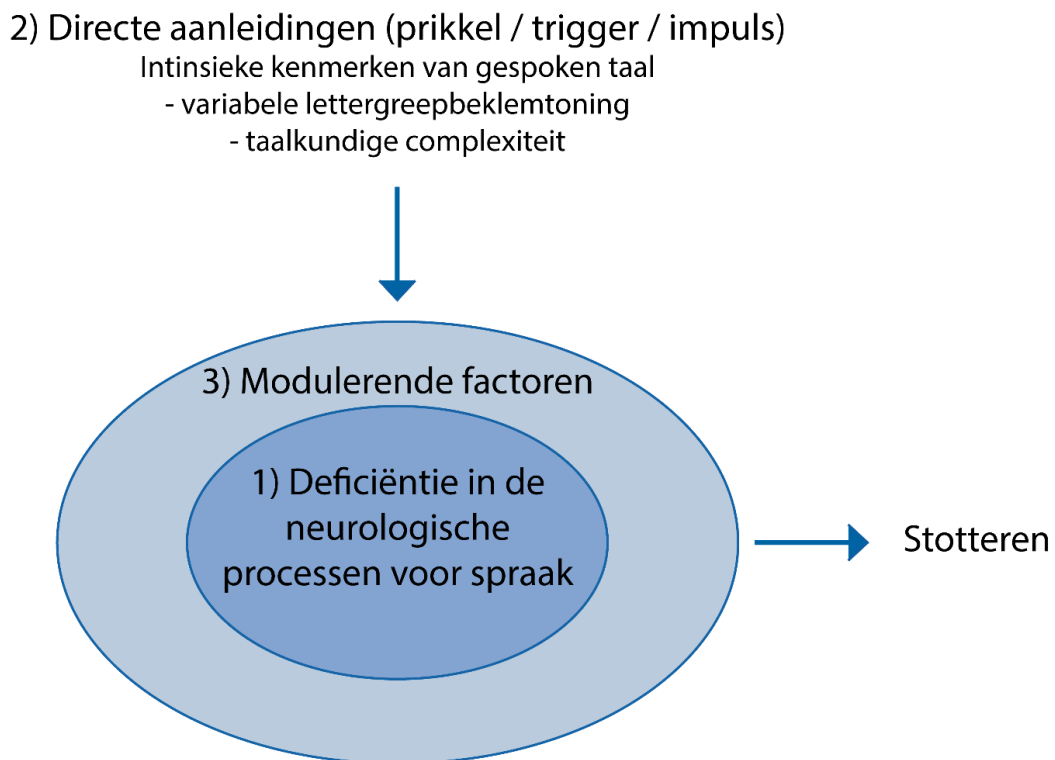 2) Directe aanleidingen (prikkel / trigger / impuls)
Intinsieke kenmerken van gespoken taal
- variabele lettergreepbeklemtoning
- taalkundige complexiteit
3) Modulerende factoren
1) Deficiëntie in de
neurologische
processen voor spraak
Stotteren